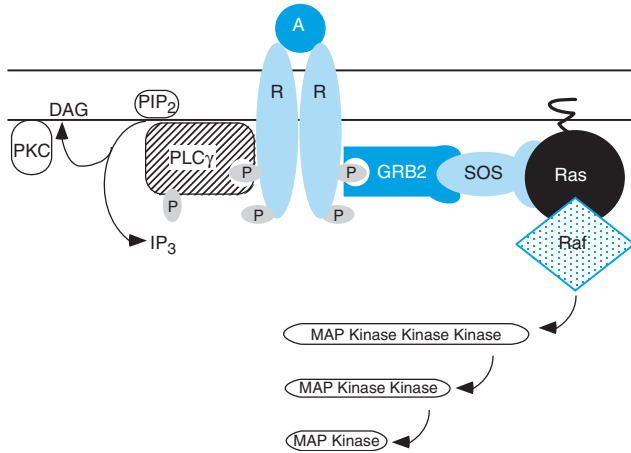 A
R R
DAG PIP₂
PKC PLCγ P P GRB2 SOS Ras
P P P
IP₃ Raf
MAP Kinase Kinase Kinase
MAP Kinase Kinase
MAP Kinase